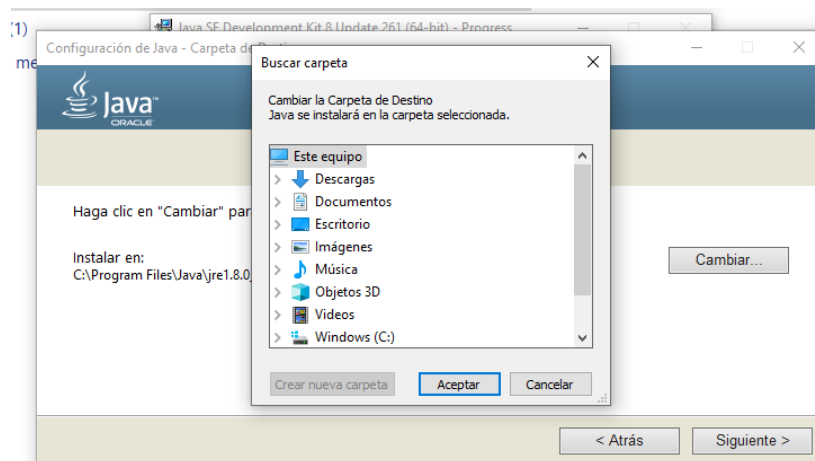 (1)
Java SE Development Kit 8 Update 261 (64-bit) - Progress
Configuración de Java - Carpeta de
me
Buscar carpeta
Cambiar la Carpeta de Destino
Java se instalará en la carpeta seleccionada.
Java™
ORACLE
Este equipo
Descargas
Documentos
Escritorio
Imágenes
Música
Objetos 3D
Videos
Windows (C:)
Haga clic en "Cambiar" par
Instalar en:
C:\Program Files\Java\jre1.8.0_
Cambiar...
Crear nueva carpeta
Aceptar
Cancelar
< Atrás
Siguiente >